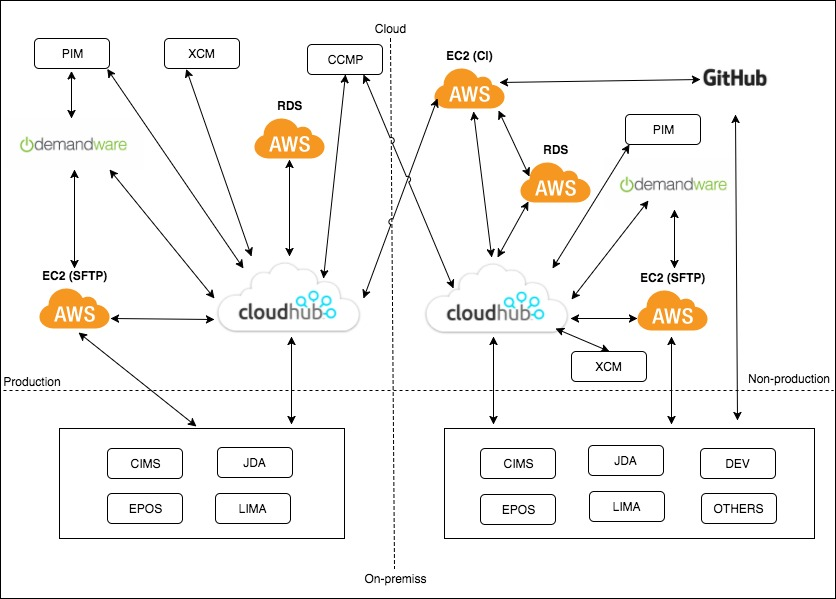 Cloud
PIM
XCM
CCMP
EC2 (CI)
AWS
GitHub
RDS
AWS
demandware
PIM
RDS
AWS
demandware
EC2 (SFTP)
AWS
cloudhub
cloudhub
EC2 (SFTP)
AWS
XCM
Production
Non-production
CIMS
JDA
EPOS
LIMA
CIMS
JDA
DEV
EPOS
LIMA
OTHERS
On-premiss